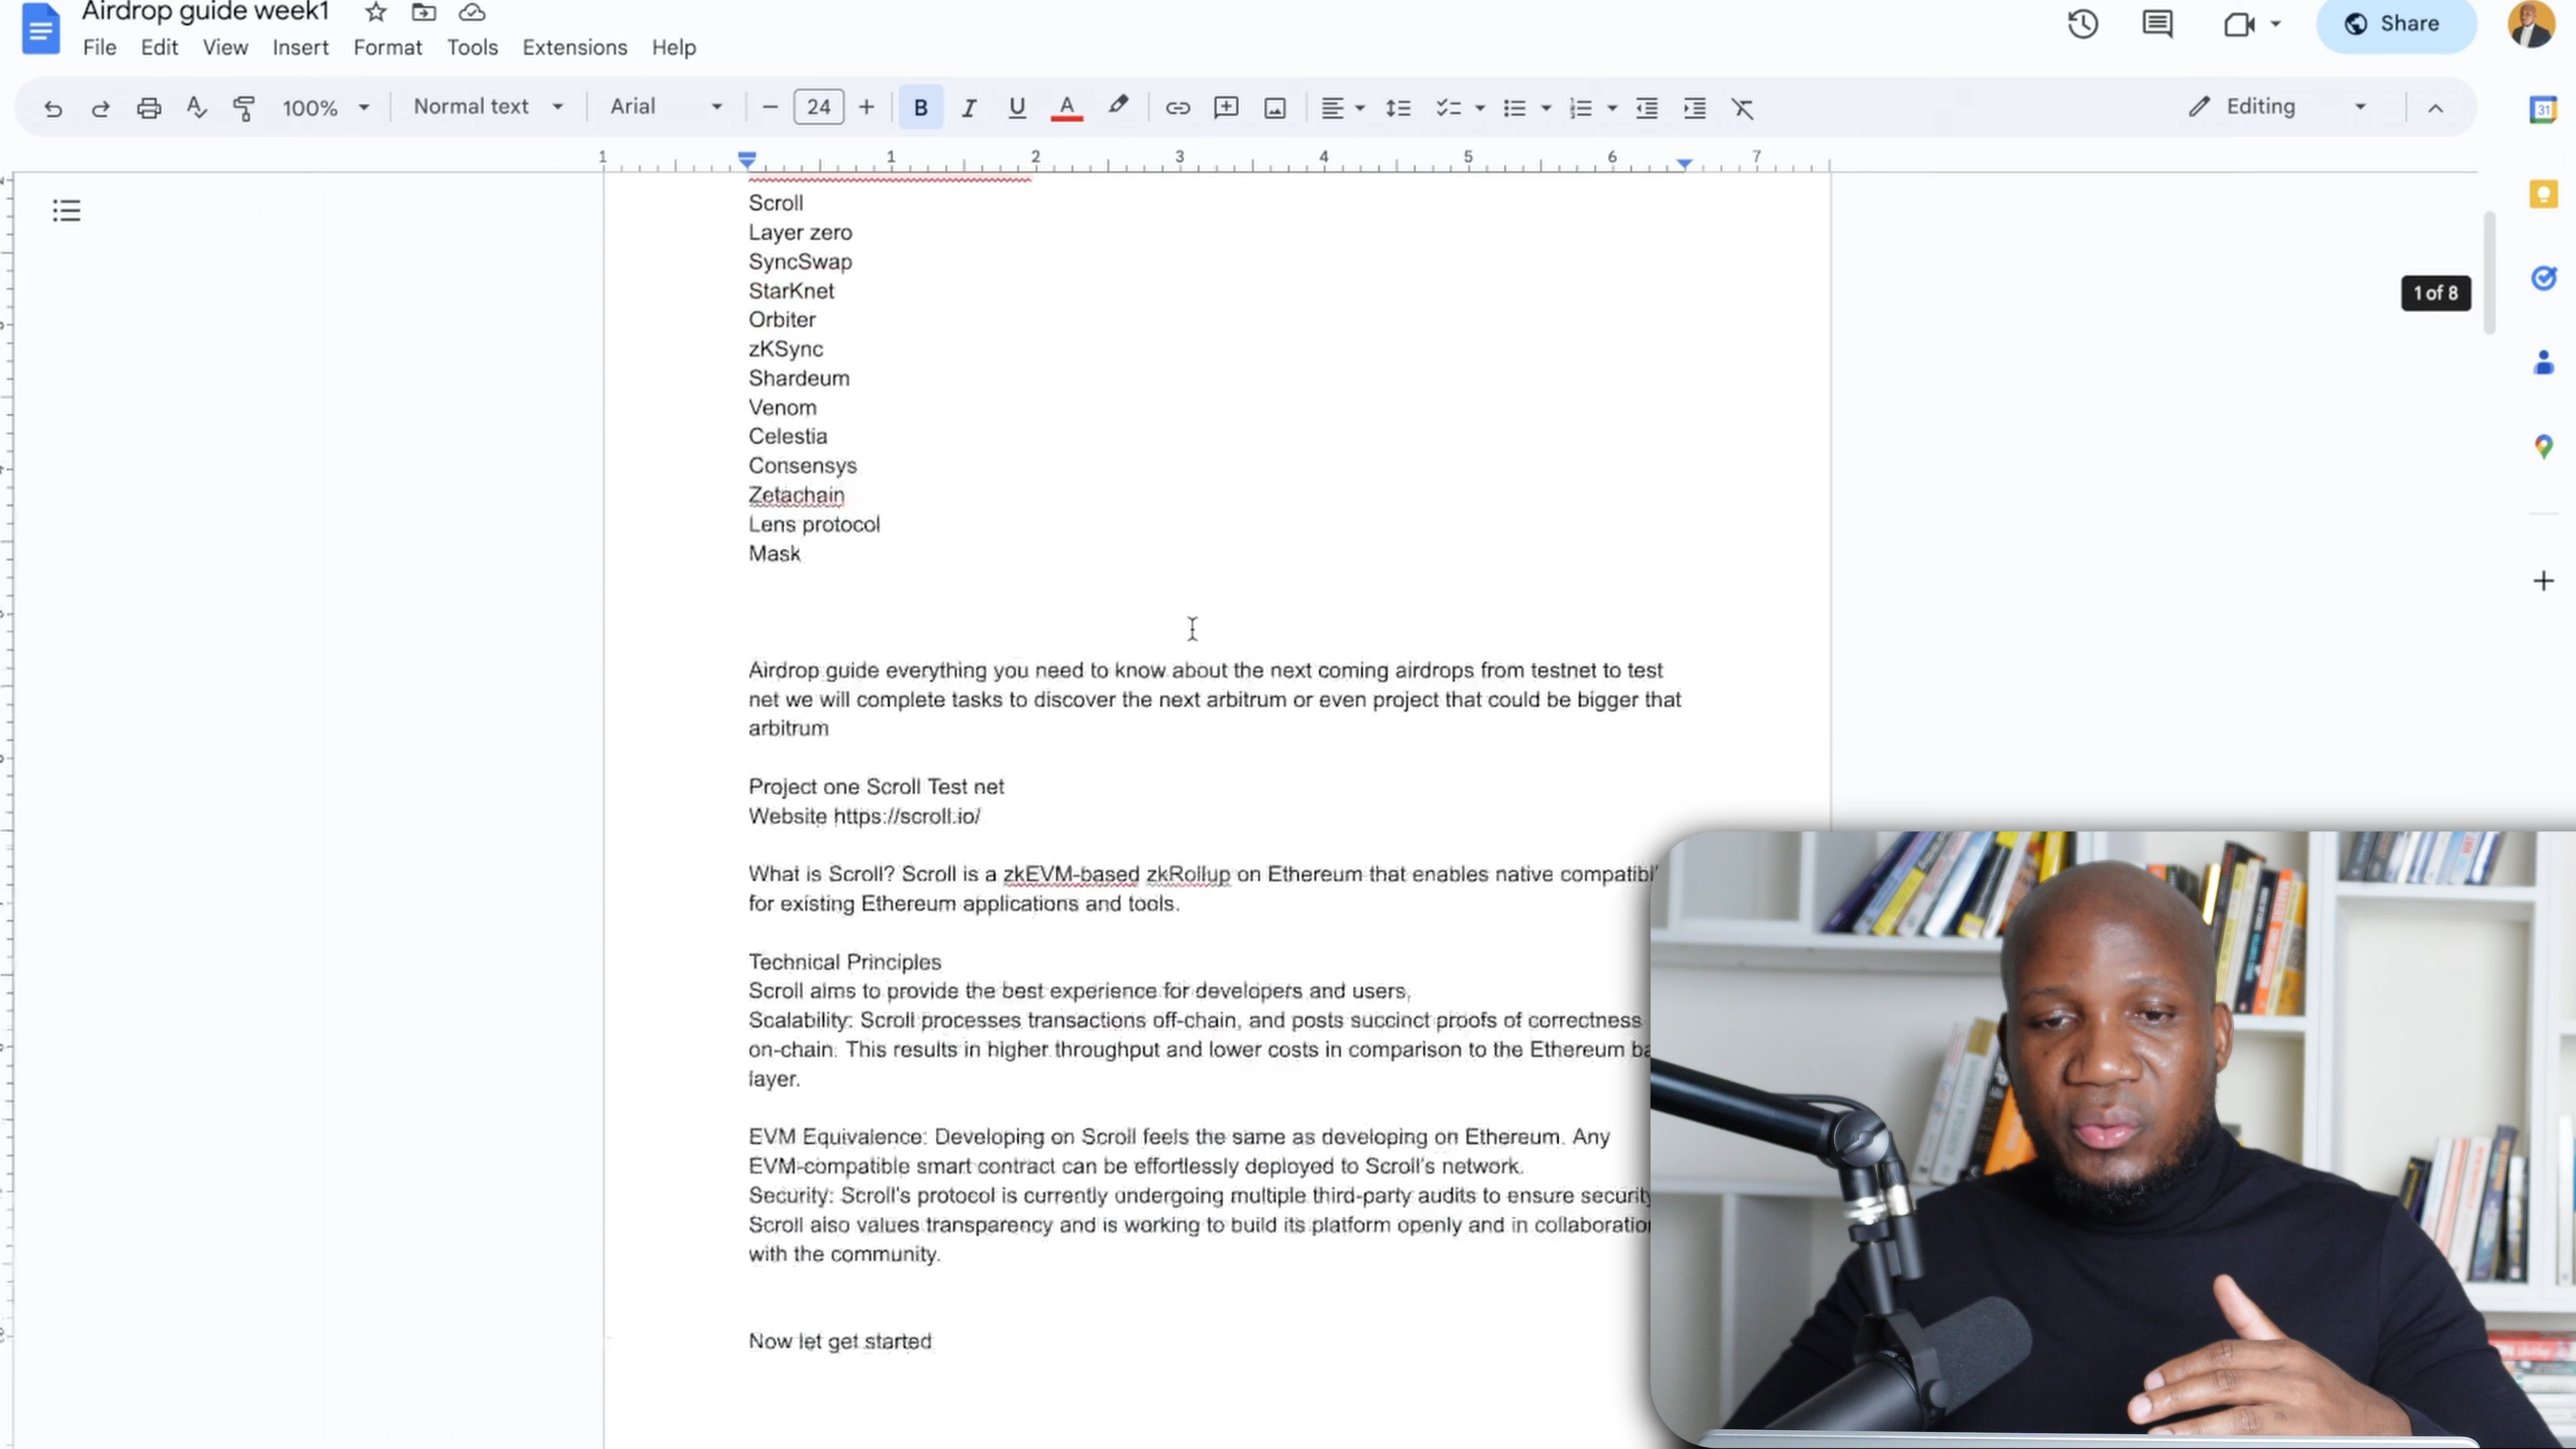 Airdrop guide week1
File Edit View Insert Format Tools Extensions Help
Share
100% Normal text Arial 24 B I U A Editing
31
1 1 2 3 4 5 6 7
1 of 8
Scroll
Layer zero
SyncSwap
StarKnet
Orbiter
zKSync
Shardeum
Venom
Celestia
Consensys
Zetachain
Lens protocol
Mask
Airdrop guide everything you need to know about the next coming airdrops from testnet to test
net we will complete tasks to discover the next arbitrum or even project that could be bigger that
arbitrum
Project one Scroll Test net
Website https://scroll.io/
What is Scroll? Scroll is a zkEVM-based zkRollup on Ethereum that enables native
for existing Ethereum applications and tools.
Technical Principles
Scroll aims to provide the best experience for developers and users,
Scalability: Scroll processes transactions off-chain, and posts succinct proofs of correctness
on-chain. This results in higher throughput and lower costs in comparison to the Ethereum
layer.
EVM Equivalence: Developing on Scroll feels the same as developing on Ethereum. Any
EVM-compatible smart contract can be effortlessly deployed to Scroll's network.
Security: Scroll's protocol is currently undergoing multiple third-party audits to ensure security
Scroll also values transparency and is working to build its platform openly and in
with the community.
Now let get started